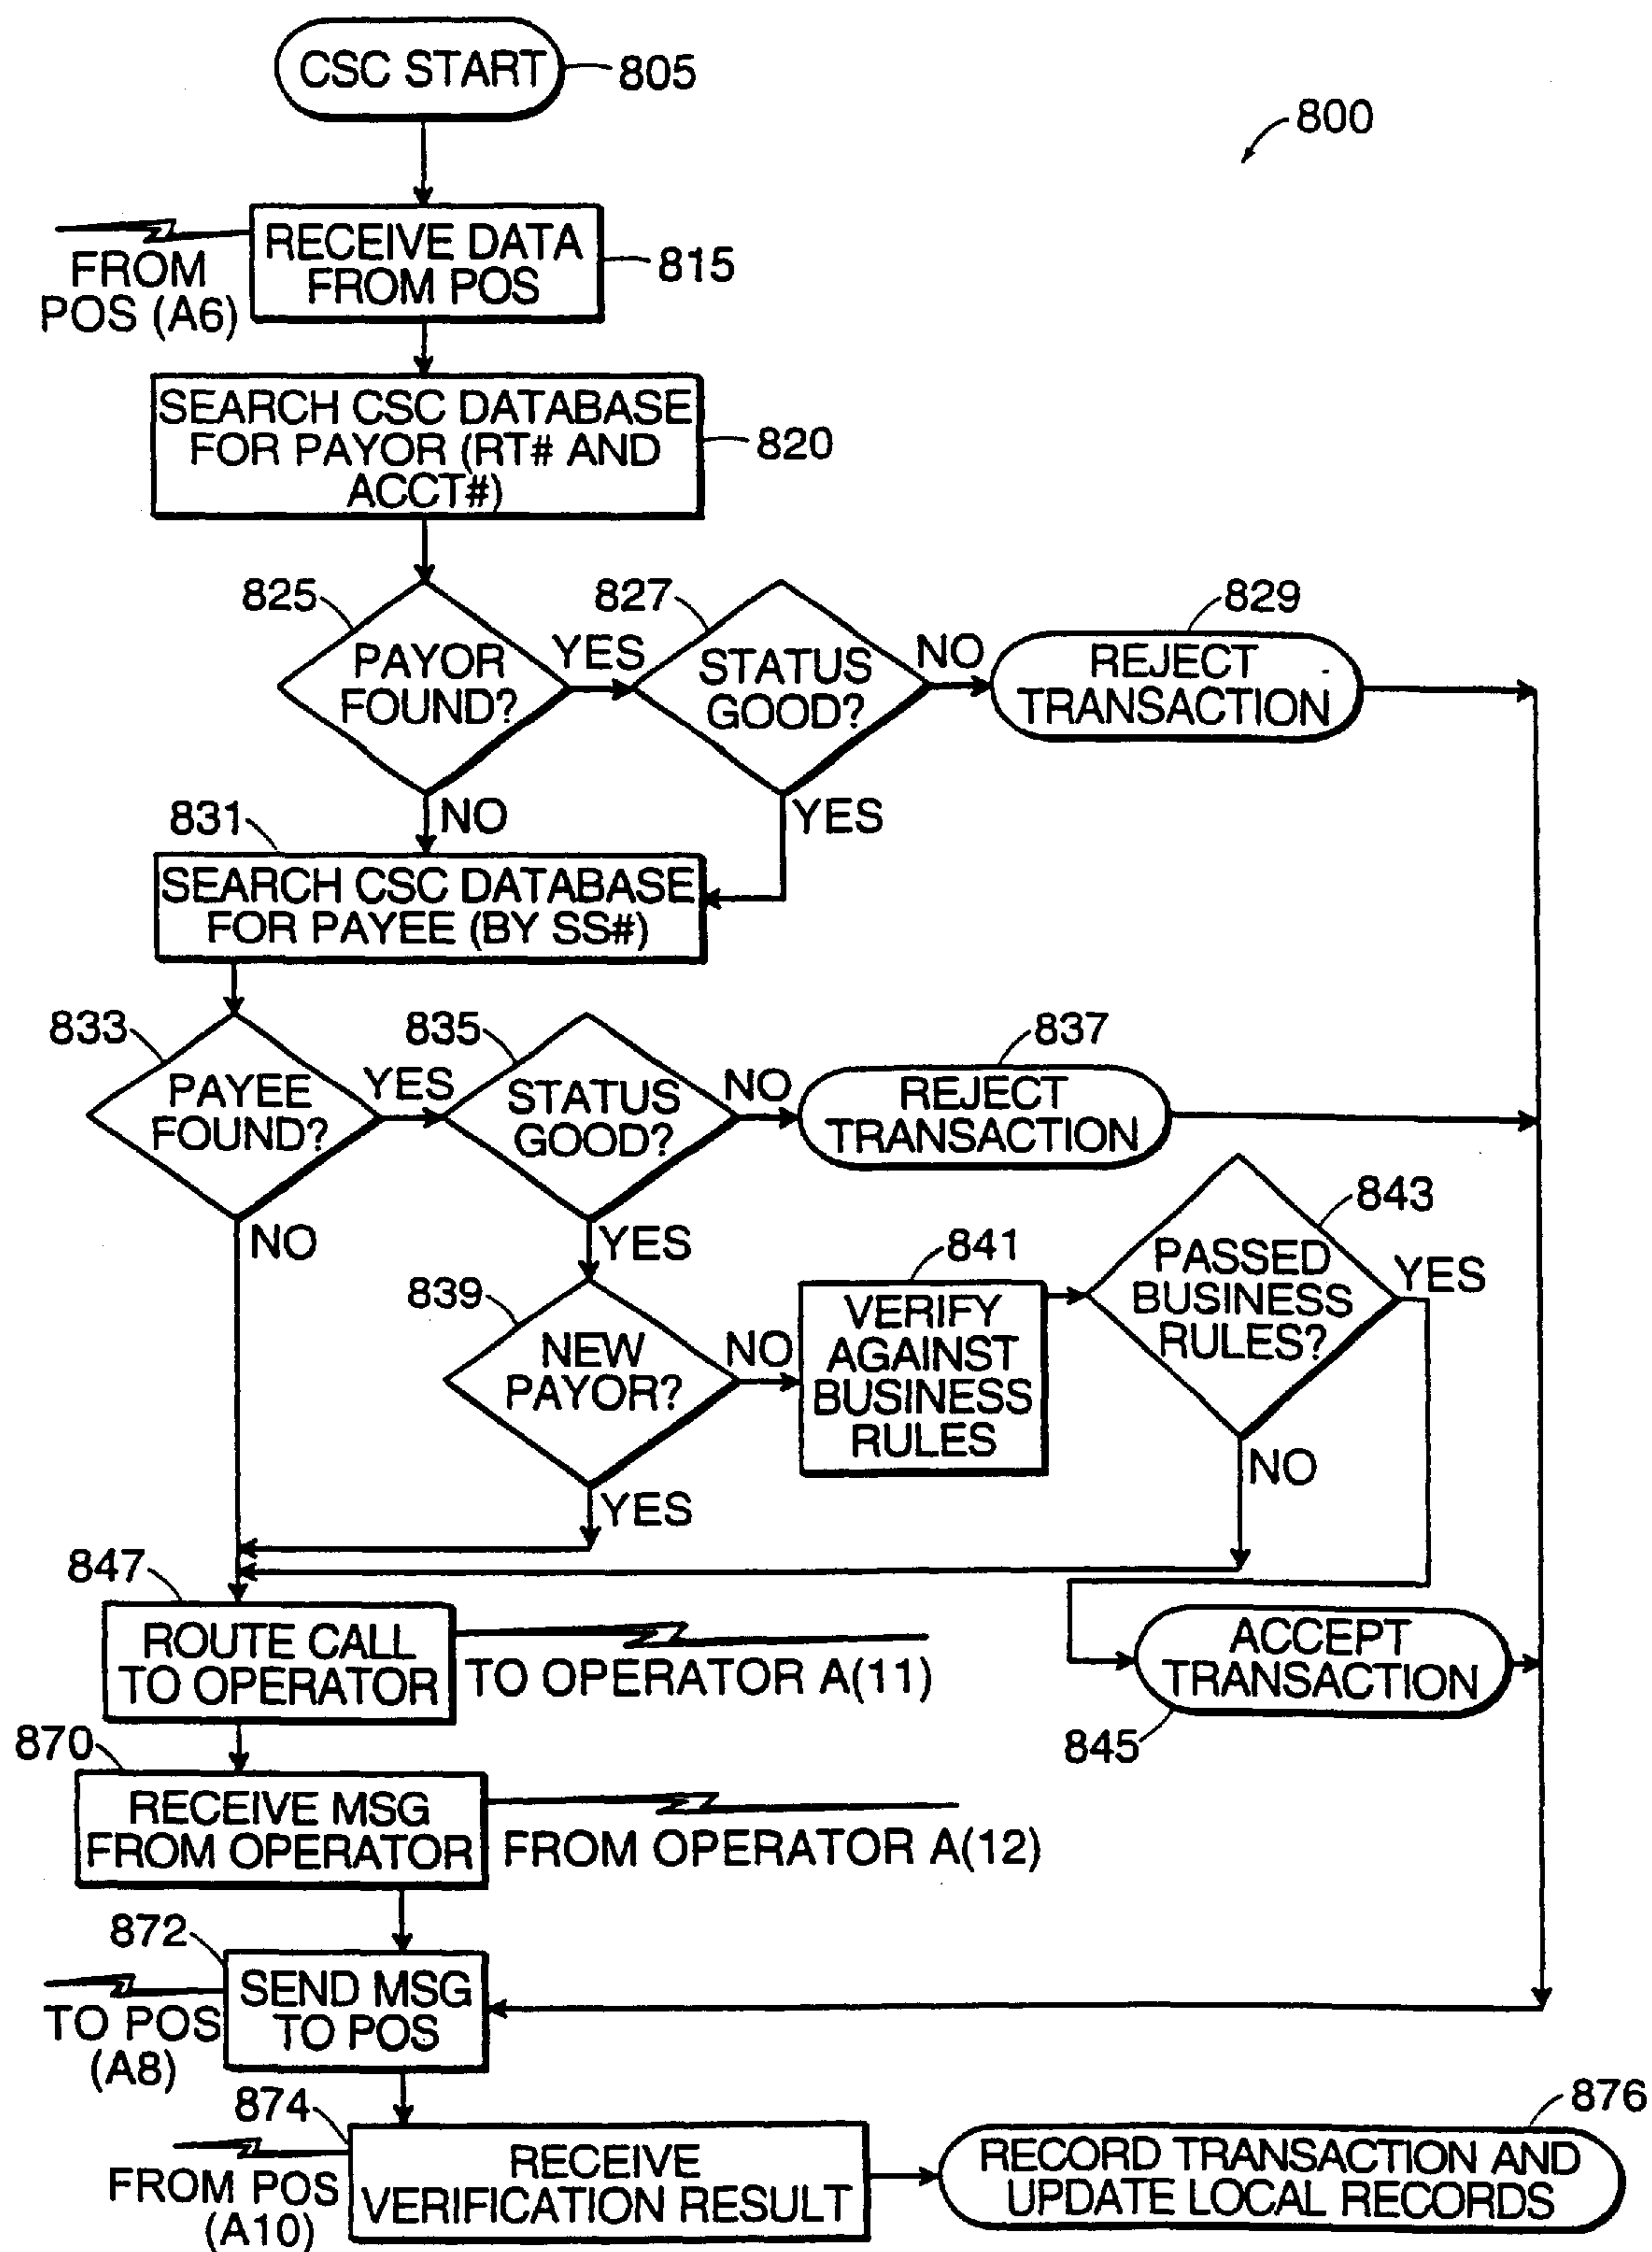 CSC START
805
800
RECEIVE DATA
FROM POS
815
FROM
POS (A6)
SEARCH CSC DATABASE
FOR PAYOR (RT# AND
ACCT#)
820
825
PAYOR
FOUND?
YES
827
STATUS
GOOD?
NO
829
REJECT
TRANSACTION
NO
YES
831
SEARCH CSC DATABASE
FOR PAYEE (BY SS#)
833
PAYEE
FOUND?
YES
835
STATUS
GOOD?
NO
837
REJECT
TRANSACTION
NO
YES
839
NEW
PAYOR?
NO
841
VERIFY
AGAINST
BUSINESS
RULES
843
PASSED
BUSINESS
RULES?
YES
NO
YES
847
ROUTE CALL
TO OPERATOR
TO OPERATOR A(11)
ACCEPT
TRANSACTION
845
870
RECEIVE MSG
FROM OPERATOR
FROM OPERATOR A(12)
872
SEND MSG
TO POS
TO POS
(A8)
874
RECEIVE
VERIFICATION RESULT
FROM POS
(A10)
876
RECORD TRANSACTION AND
UPDATE LOCAL RECORDS